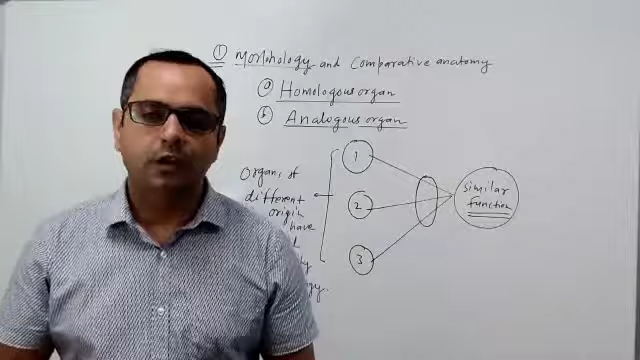 ① Morphology and comparative anatomy
ⓐ Homologous organ
ⓑ Analogous organ
Organs of
different
origin
have
1
2
3
similar
function